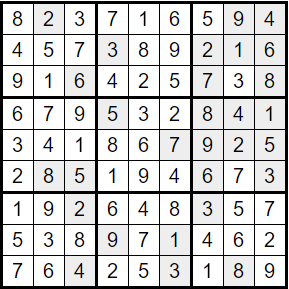 8 2 3 7 1 6 5 9 4
4 5 7 3 8 9 2 1 6
9 1 6 4 2 5 7 3 8
6 7 9 5 3 2 8 4 1
3 4 1 8 6 7 9 2 5
2 8 5 1 9 4 6 7 3
1 9 2 6 4 8 3 5 7
5 3 8 9 7 1 4 6 2
7 6 4 2 5 3 1 8 9